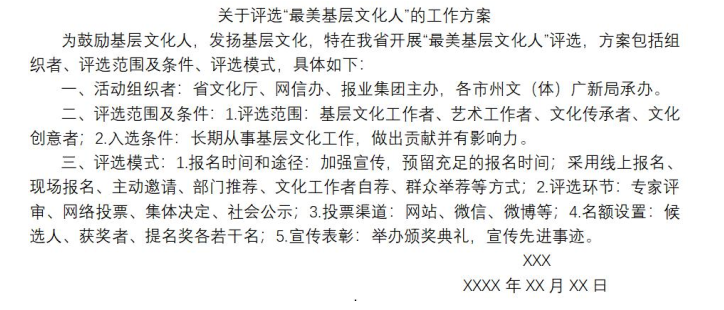 关于评选“最美基层文化人”的工作方案
为鼓励基层文化人，发扬基层文化，特在我省开展“最美基层文化人”评选，方案包括组
织者、评选范围及条件、评选模式，具体如下：
一、活动组织者：省文化厅、网信办、报业集团主办，各市州文（体）广新局承办。
二、评选范围及条件：1.评选范围：基层文化工作者、艺术工作者、文化传承者、文化
创意者；2.入选条件：长期从事基层文化工作，做出贡献并有影响力。
三、评选模式：1.报名时间和途径：加强宣传，预留充足的报名时间；采用线上报名、
现场报名、主动邀请、部门推荐、文化工作者自荐、群众举荐等方式；2.评选环节：专家评
审、网络投票、集体决定、社会公示；3.投票渠道：网站、微信、微博等；4.名额设置：候
选人、获奖者、提名奖各若干名；5.宣传表彰：举办颁奖典礼，宣传先进事迹。
XXX
XXXX 年 XX 月 XX 日